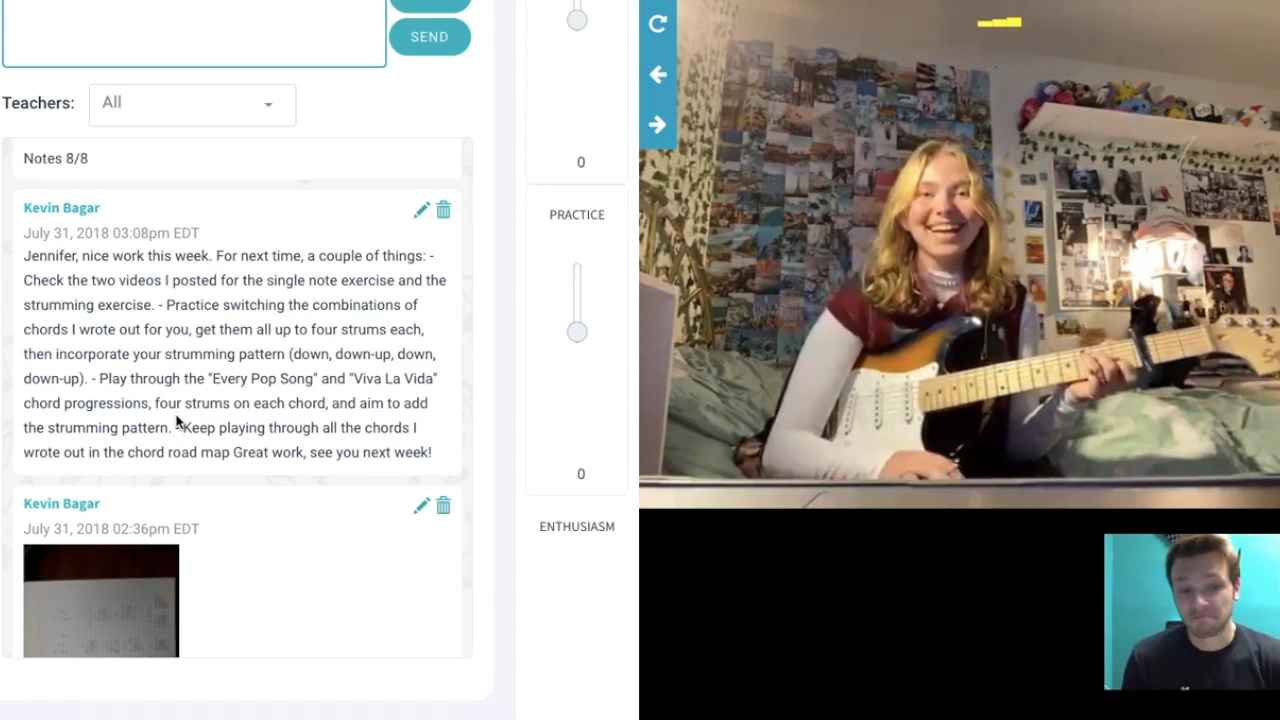 SEND
Teachers:
All
Notes 8/8
Kevin Bagar
July 31, 2018 03:08pm EDT
Jennifer, nice work this week. For next time, a couple of things: -
Check the two videos I posted for the single note exercise and the
strumming exercise. - Practice switching the combinations of
chords I wrote out for you, get them all up to four strums each,
then incorporate your strumming pattern (down, down-up, down,
down-up). - Play through the "Every Pop Song" and "Viva La Vida"
chord progressions, four strums on each chord, and aim to add
the strumming pattern. -Keep playing through all the chords I
wrote out in the chord road map Great work, see you next week!
Kevin Bagar
July 31, 2018 02:36pm EDT
0
PRACTICE
0
ENTHUSIASM